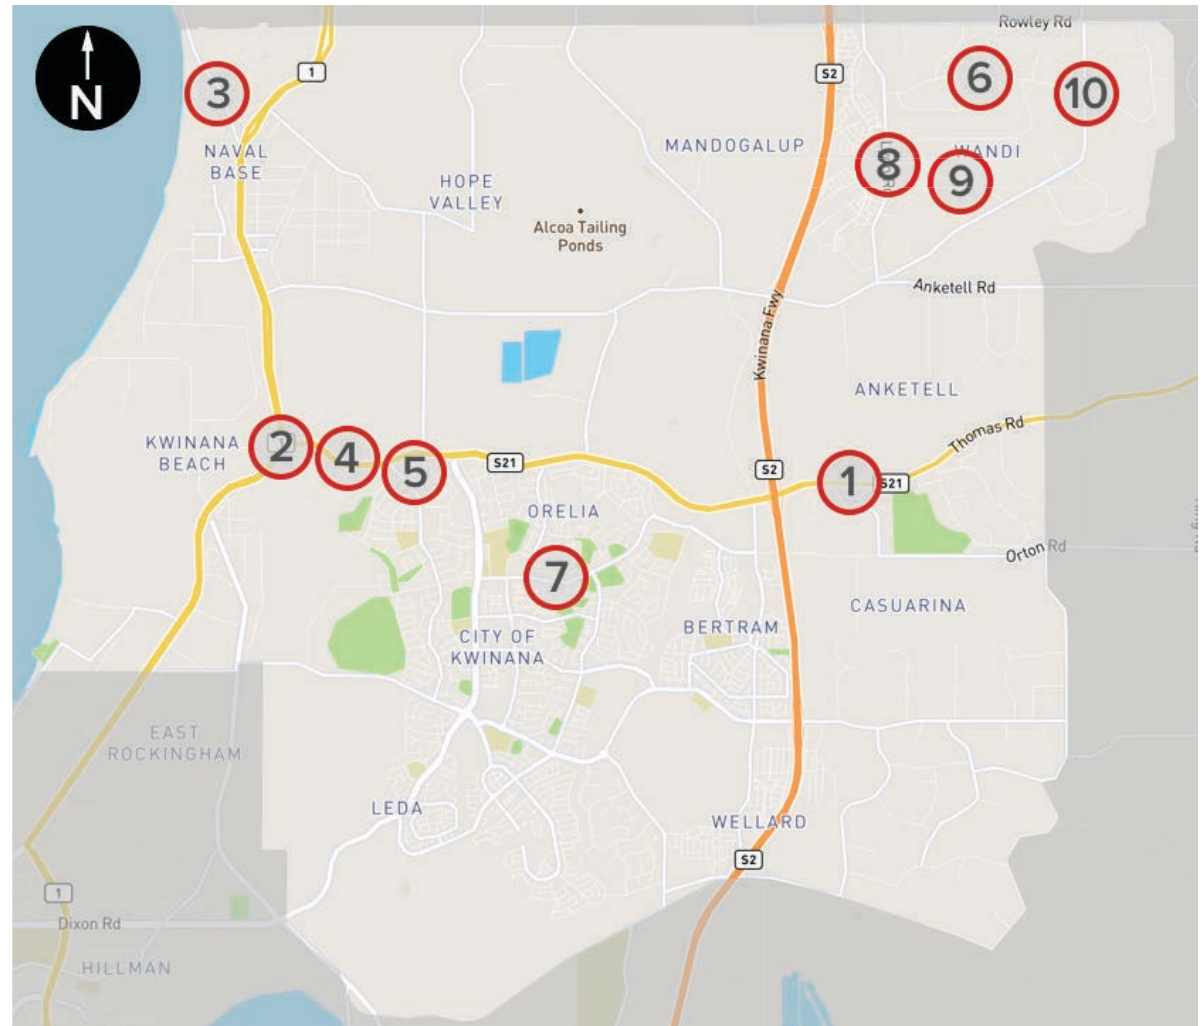 Rowley Rd
N
1
S2
3
6
10
NAVAL
BASE
MANDOGALUP
8
WANDI
9
HOPE
VALLEY
Alcoa Tailing
Ponds
Anketell Rd
Kwinana Fwy
ANKETELL
Thomas Rd
KWINANA
BEACH
2
4
5
S21
S2
1
S21
ORELIA
Orton Rd
7
CASUARINA
BERTRAM
CITY OF
KWINANA
EAST
ROCKINGHAM
LEDA
WELLARD
S2
1
Dixon Rd
HILLMAN